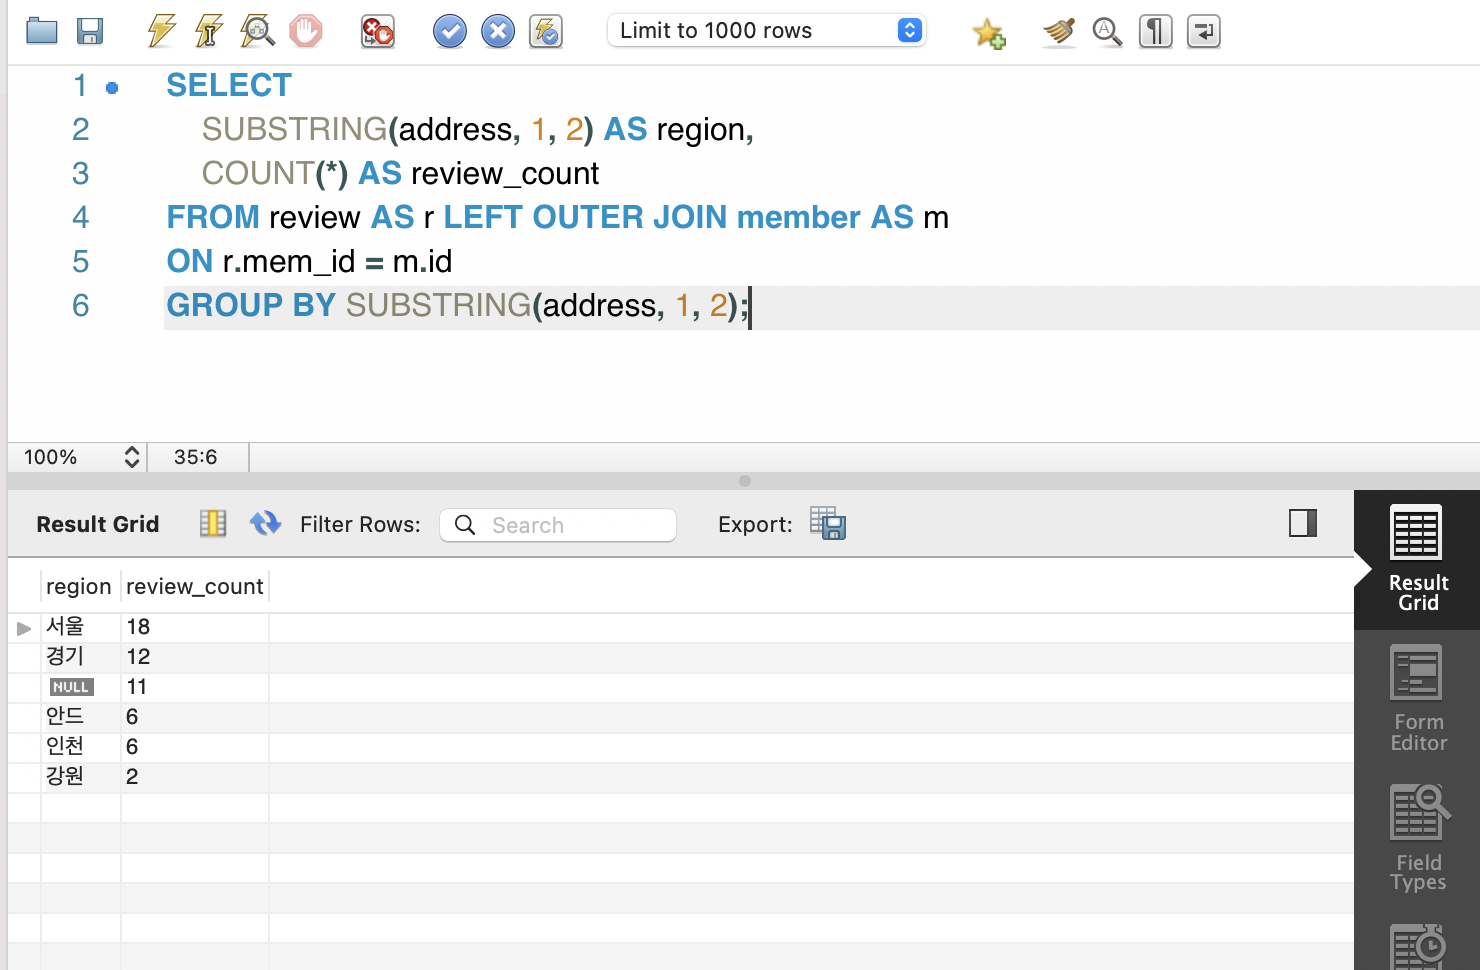 Limit to 1000 rows
1 SELECT
2 SUBSTRING(address, 1, 2) AS region,
3 COUNT(*) AS review_count
4 FROM review AS r LEFT OUTER JOIN member AS m
5 ON r.mem_id = m.id
6 GROUP BY SUBSTRING(address, 1, 2);
100% 35:6
Result Grid Filter Rows: Search Export:
Result
Grid
region review_count
서울 18
경기 12
NULL 11
안드 6
인천 6
강원 2
Form
Editor
Field
Types